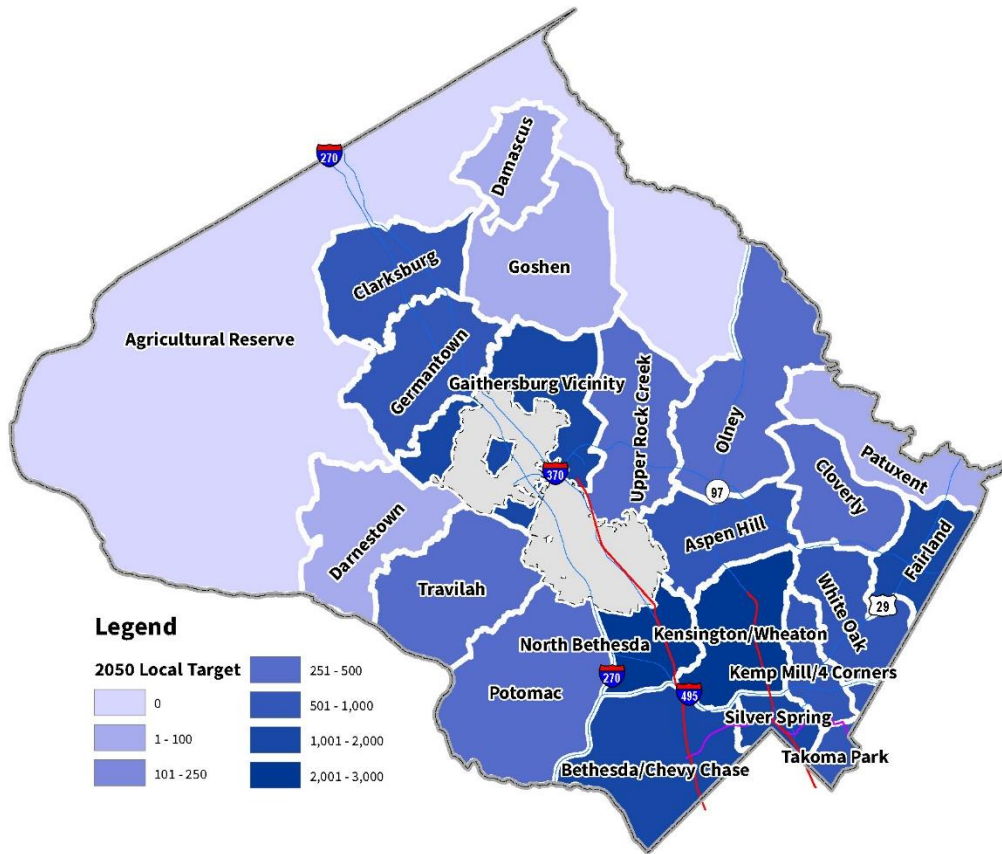 270
Damascus
Clarksburg
Goshen
Agricultural Reserve
Germantown
Gaithersburg Vicinity
Upper Rock Creek
Olney
Patuxent
Cloverly
370
97
Aspen Hill
Fairland
Darnestown
Travilah
White Oak
29
North Bethesda
Kensington/Wheaton
270
Kemp Mill/4 Corners
495
Potomac
Silver Spring
Takoma Park
Bethesda/Chevy Chase
Legend
2050 Local Target
0
1 - 100
101 - 250
251 - 500
501 - 1,000
1,001 - 2,000
2,001 - 3,000